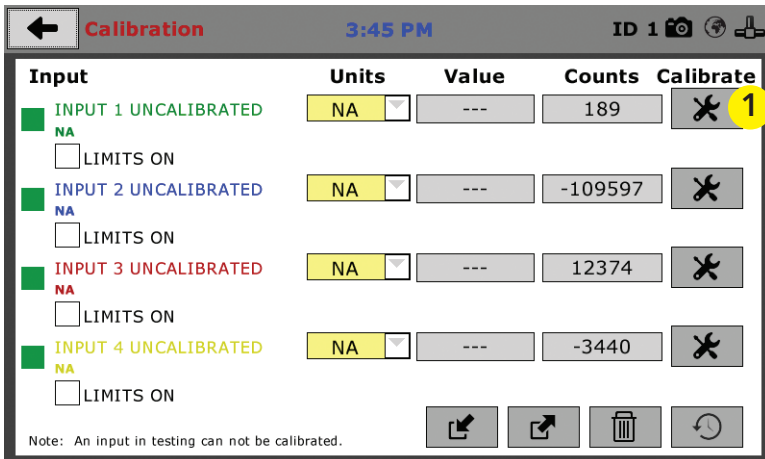 Calibration 3:45 PM ID 1
Input Units Value Counts Calibrate
INPUT 1 UNCALIBRATED NA --- 189 1
NA
LIMITS ON
INPUT 2 UNCALIBRATED NA --- -109597
NA
LIMITS ON
INPUT 3 UNCALIBRATED NA --- 12374
NA
LIMITS ON
INPUT 4 UNCALIBRATED NA --- -3440
NA
LIMITS ON
Note: An input in testing can not be calibrated.